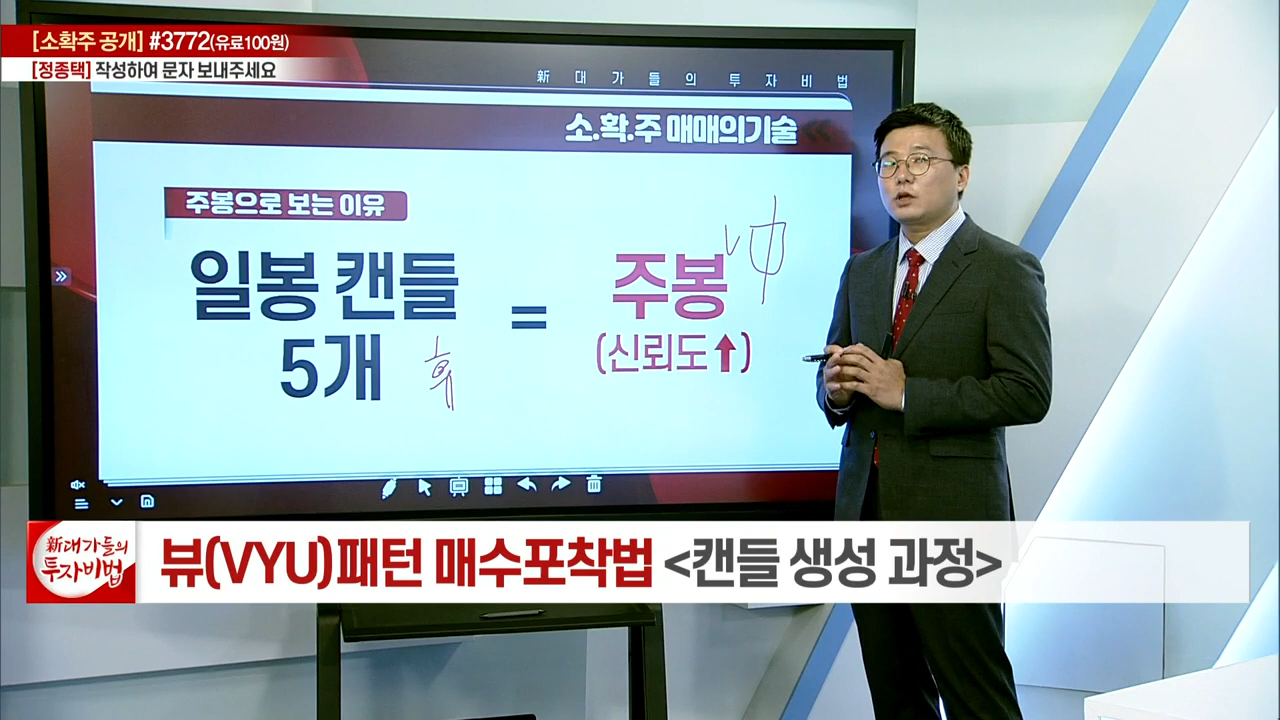 [소확주 공개] #3772(유료100원)
[정종택] 작성하여 문자 보내주세요
新 대 가 들 의 투 자 비 법
소.확.주 매매의기술
주봉으로 보는 이유
일봉 캔들
5개
=
주봉
(신뢰도↑)
新대가들의
투자비법
뷰(VYU)패턴 매수포착법 <캔들 생성 과정>